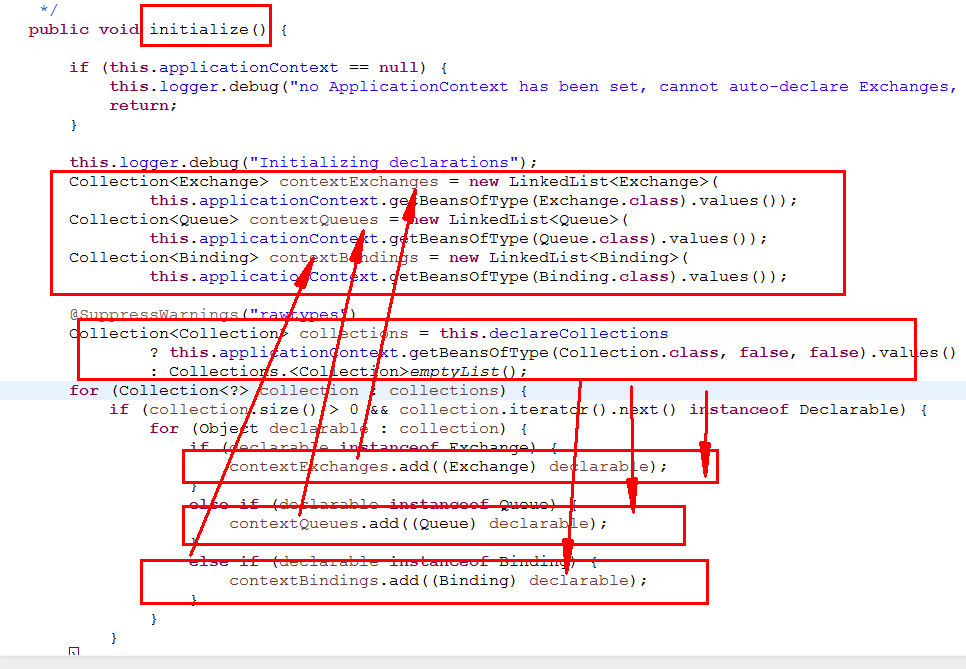 */
public void initialize() {
if (this.applicationContext == null) {
this.logger.debug("no ApplicationContext has been set, cannot auto-declare Exchanges,
return;
}
this.logger.debug("Initializing declarations");
Collection<Exchange> contextExchanges = new LinkedList<Exchange>(
this.applicationContext.getBeansOfType(Exchange.class).values());
Collection<Queue> contextQueues = new LinkedList<Queue>(
this.applicationContext.getBeansOfType(Queue.class).values());
Collection<Binding> contextBindings = new LinkedList<Binding>(
this.applicationContext.getBeansOfType(Binding.class).values());
@SuppressWarnings("rawtypes")
Collection<Collection> collections = this.declareCollections
? this.applicationContext.getBeansOfType(Collection.class, false, false).values()
: Collections.<Collection>emptyList();
for (Collection<?> collection : collections) {
if (collection.size() > 0 && collection.iterator().next() instanceof Declarable) {
for (Object declarable : collection) {
if (declarable instanceof Exchange) {
contextExchanges.add((Exchange) declarable);
}
else if (declarable instanceof Queue) {
contextQueues.add((Queue) declarable);
}
else if (declarable instanceof Binding) {
contextBindings.add((Binding) declarable);
}
}
}
}